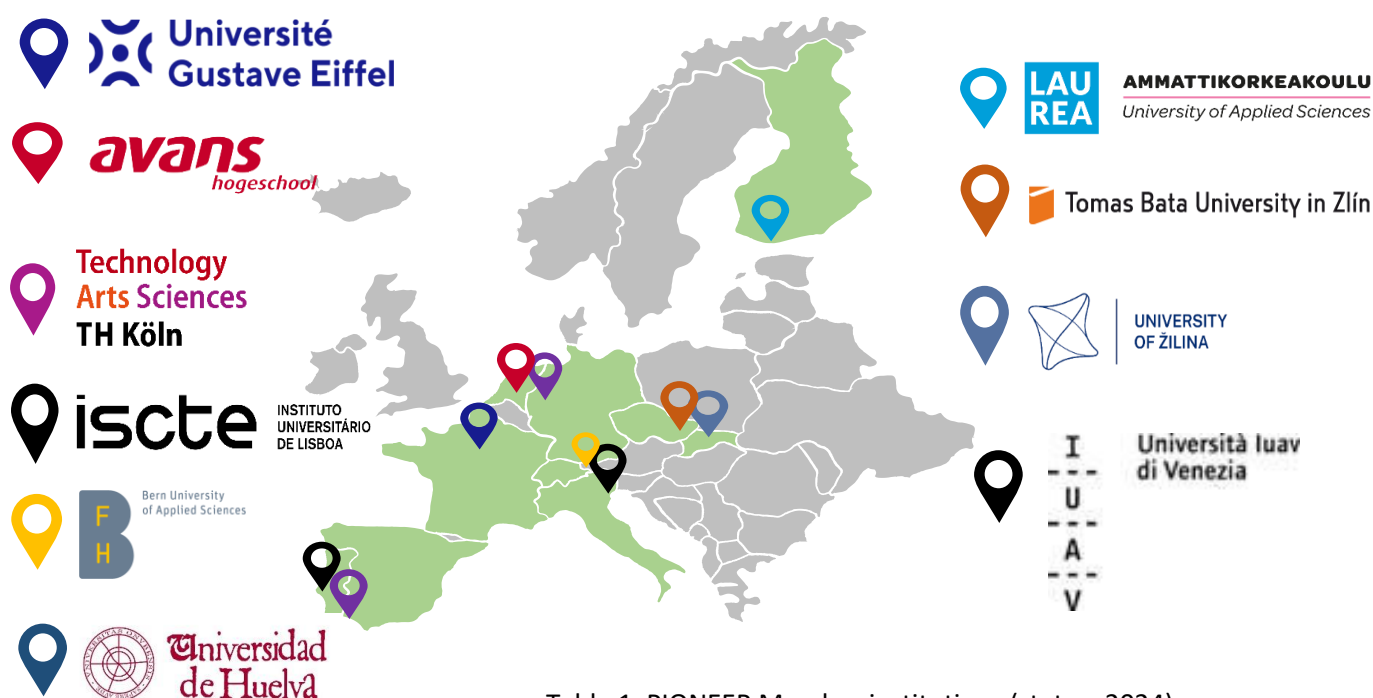 Université
Gustave Eiffel
avans
hogeschool
Technology
Arts Sciences
TH Köln
iscte
INSTITUTO
UNIVERSITÁRIO
DE LISBOA
F
H
Bern University
of Applied Sciences
Universidad
de Huelva
LAU
REA
AMMATTIKORKEAKOULU
University of Applied Sciences
Tomas Bata University in Zlín
UNIVERSITY
OF ŽILINA
I
U
A
V
Università Iuav
di Venezia